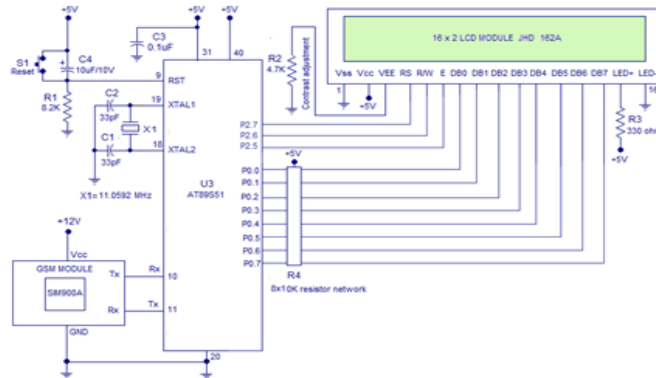 +5V
+5V
+5V
C3
0.1uF
S1
Reset
C4
10uF/10V
R1
8.2K
31
40
9
RST
C2
33pF
19
XTAL1
X1
C1
33pF
18
XTAL2
X1= 11.0592 MHz
U3
AT89S51
+12V
Vcc
GSM MODULE
SIM900A
Tx
Rx
Rx
Tx
10
11
GND
20
R2
4.7K
Contrast adjustment
16 x 2 LCD MODULE JHD 162A
Vss Vcc VEE RS R/W E DB0 DB1 DB2 DB3 DB4 DB5 DB6 DB7 LED+ LED-
1
+5V
16
R3
330 ohm
+5V
P2.7
P2.6
P2.5
+5V
P0.0
P0.1
P0.2
P0.3
P0.4
P0.5
P0.6
P0.7
R4
8x10K resistor network